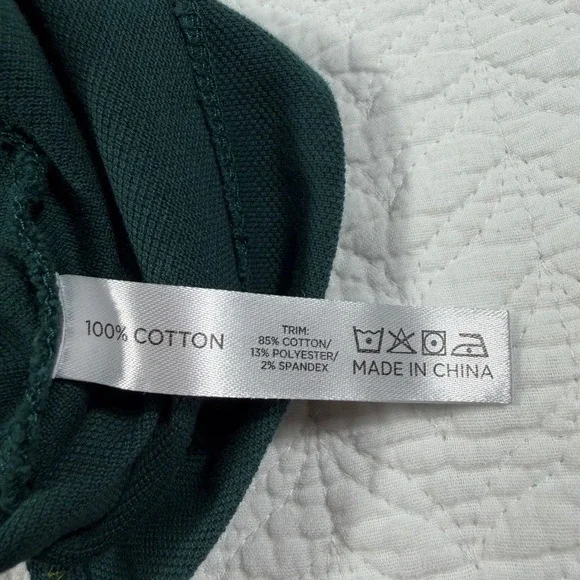 100% COTTON
TRIM:
85% COTTON/
13% POLYESTER/
2% SPANDEX
MADE IN CHINA